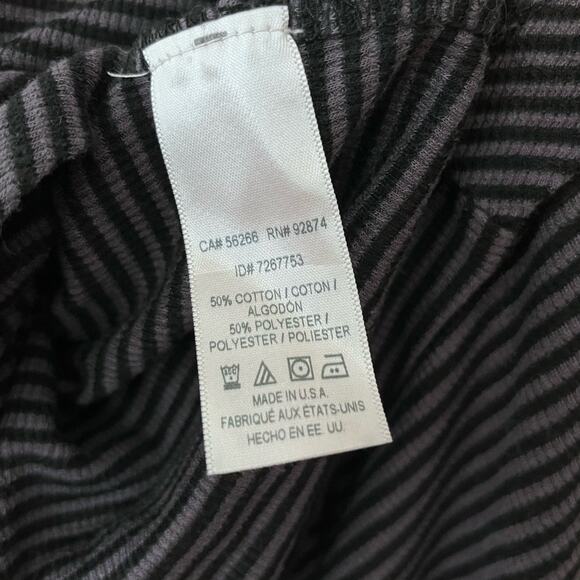 CA# 56266 RN# 92874
ID# 7267753
50% COTTON / COTON /
ALGODÓN
50% POLYESTER /
POLYESTER / POLIESTER
MADE IN U.S.A.
FABRIQUÉ AUX ÉTATS-UNIS
HECHO EN EE. UU.